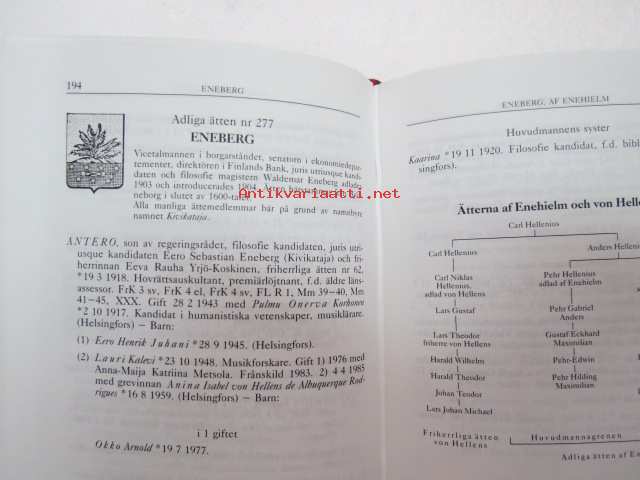 194
ENEBERG
Adliga ätten nr 277
ENEBERG
Vicetalmannen i borgarståndet, senatorn i ekonomiedepar-
tementet, direktören i Finlands Bank, juris utriusque kandi-
daten och filosofie magistern Waldemar Eneberg adlad
1903 och introducerades 1904. Ätten härstammar
neborg i slutet av 1600-talet.
Alla manliga ättemedlemmar bär på grund av namnbyte
namnet Kivikataja.
Antikvariaatti.net
ANTERO, son av regeringsrådet, filosofie kandidaten, juris utri-
usque kandidaten Eero Sebastian Eneberg (Kivikataja) och fri-
herrinnan Eeva Rauha Yrjö-Koskinen, friherrliga ätten nr 62,
*19 3 1918. Hovrättsauskultant, premiärlöjtnant, f.d. äldre läns-
assessor. FrK 3 sv, FrK 4 el, FrK 4 sv, FL R 1, Mm 39–40, Mm
41–45, XXX. Gift 28 2 1943 med Pulmu Onerva Korhonen
*2 10 1917. Kandidat i humanistiska vetenskaper, musiklärare.
(Helsingfors) – Barn:
(1) Eero Henrik Juhani *28 9 1945. (Helsingfors).
(2) Lauri Kalevi *23 10 1948. Musikforskare. Gift 1) 1976 med
Anna-Maija Katriina Metsola. Frånskild 1983. 2) 4 4 1985
med grevinnan Anina Isabel von Hellens de Albuquerque Rod-
rigues *16 8 1959. (Helsingfors) – Barn:
i 1 giftet
Okko Arnold *19 7 1977.
ENEBERG, AF ENEHIELM
Huvudmannens syster
Kaarina *19 11 1920. Filosofie kandidat, f.d. bibl
singfors).
Ätterna af Enehielm och von Hellen
Carl Hellenius
Carl Hellenius
Anders Hellen
Carl Niklas
Hellenius,
adlad von Hellens
Pehr Hellenius
adlad af Enehielm
Lars Gustaf
Pehr Gabriel
Anders
Lars Theodor
friherre von Hellens
Gustaf Eckhard
Maximilian
Harald Wilhelm
Pehr-Edwin
Harald Theodor
Pehr Hilding
Maximilian
Johan Teodor
Lars Johan Michael
Friherrliga ätten
von Hellens
Huvudmannagrenen
Adliga ätten af En